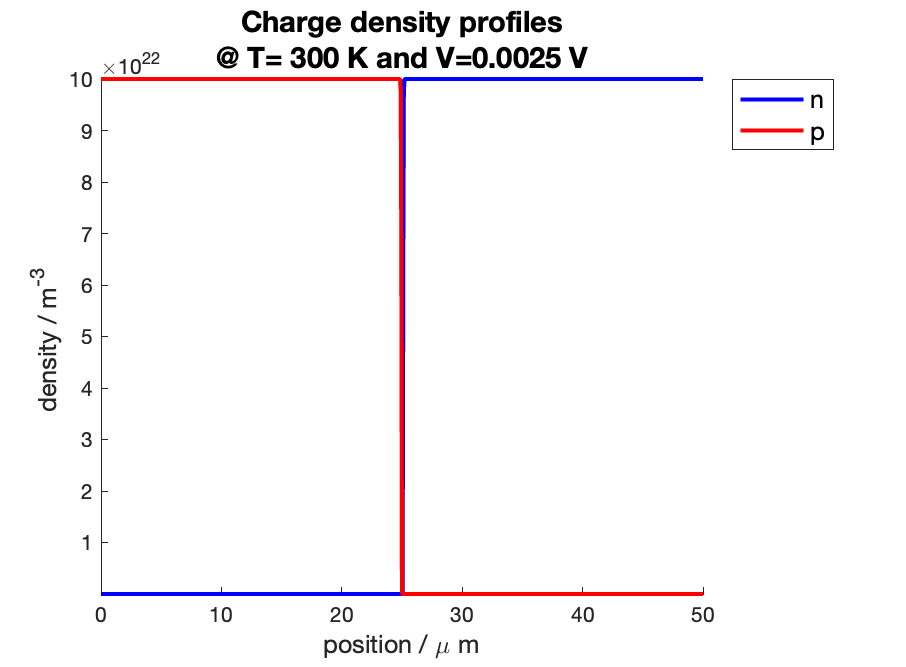 Charge density profiles
@ T= 300 K and V=0.0025 V
×10²²
10
9
8
7
6
5
4
3
2
1
density / m⁻³
0 10 20 30 40 50
position / μ m
n
p